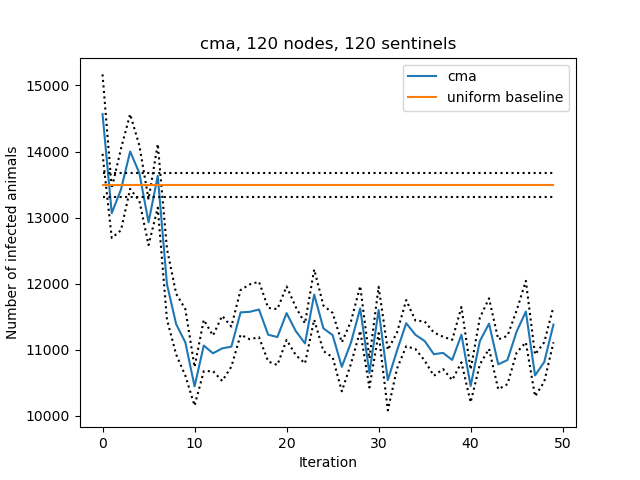 cma, 120 nodes, 120 sentinels
cma
uniform baseline
Number of infected animals
15000
14000
13000
12000
11000
10000
0 10 20 30 40 50
Iteration